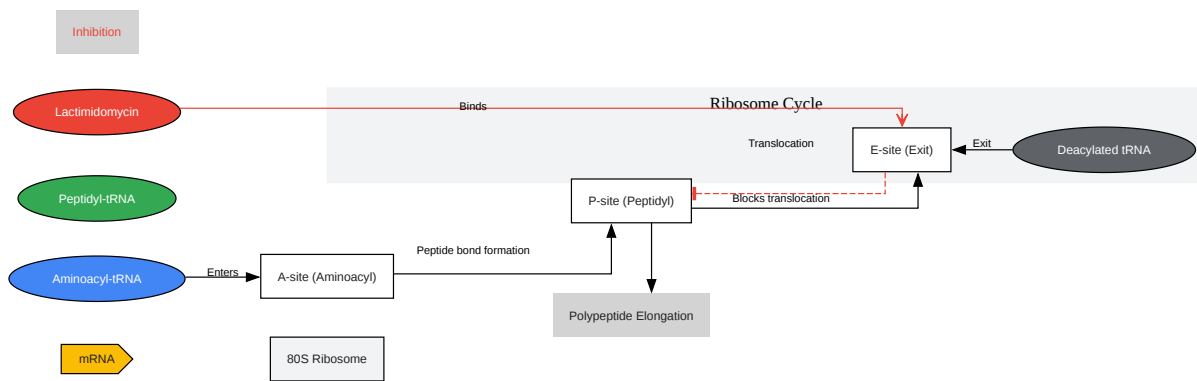 Inhibition
Lactimidomycin
Binds
Ribosome Cycle
Translocation
E-site (Exit)
Exit
Deacylated tRNA
Peptidyl-tRNA
P-site (Peptidyl)
Blocks translocation
Peptide bond formation
Aminoacyl-tRNA
Enters
A-site (Aminoacyl)
Polypeptide Elongation
mRNA
80S Ribosome